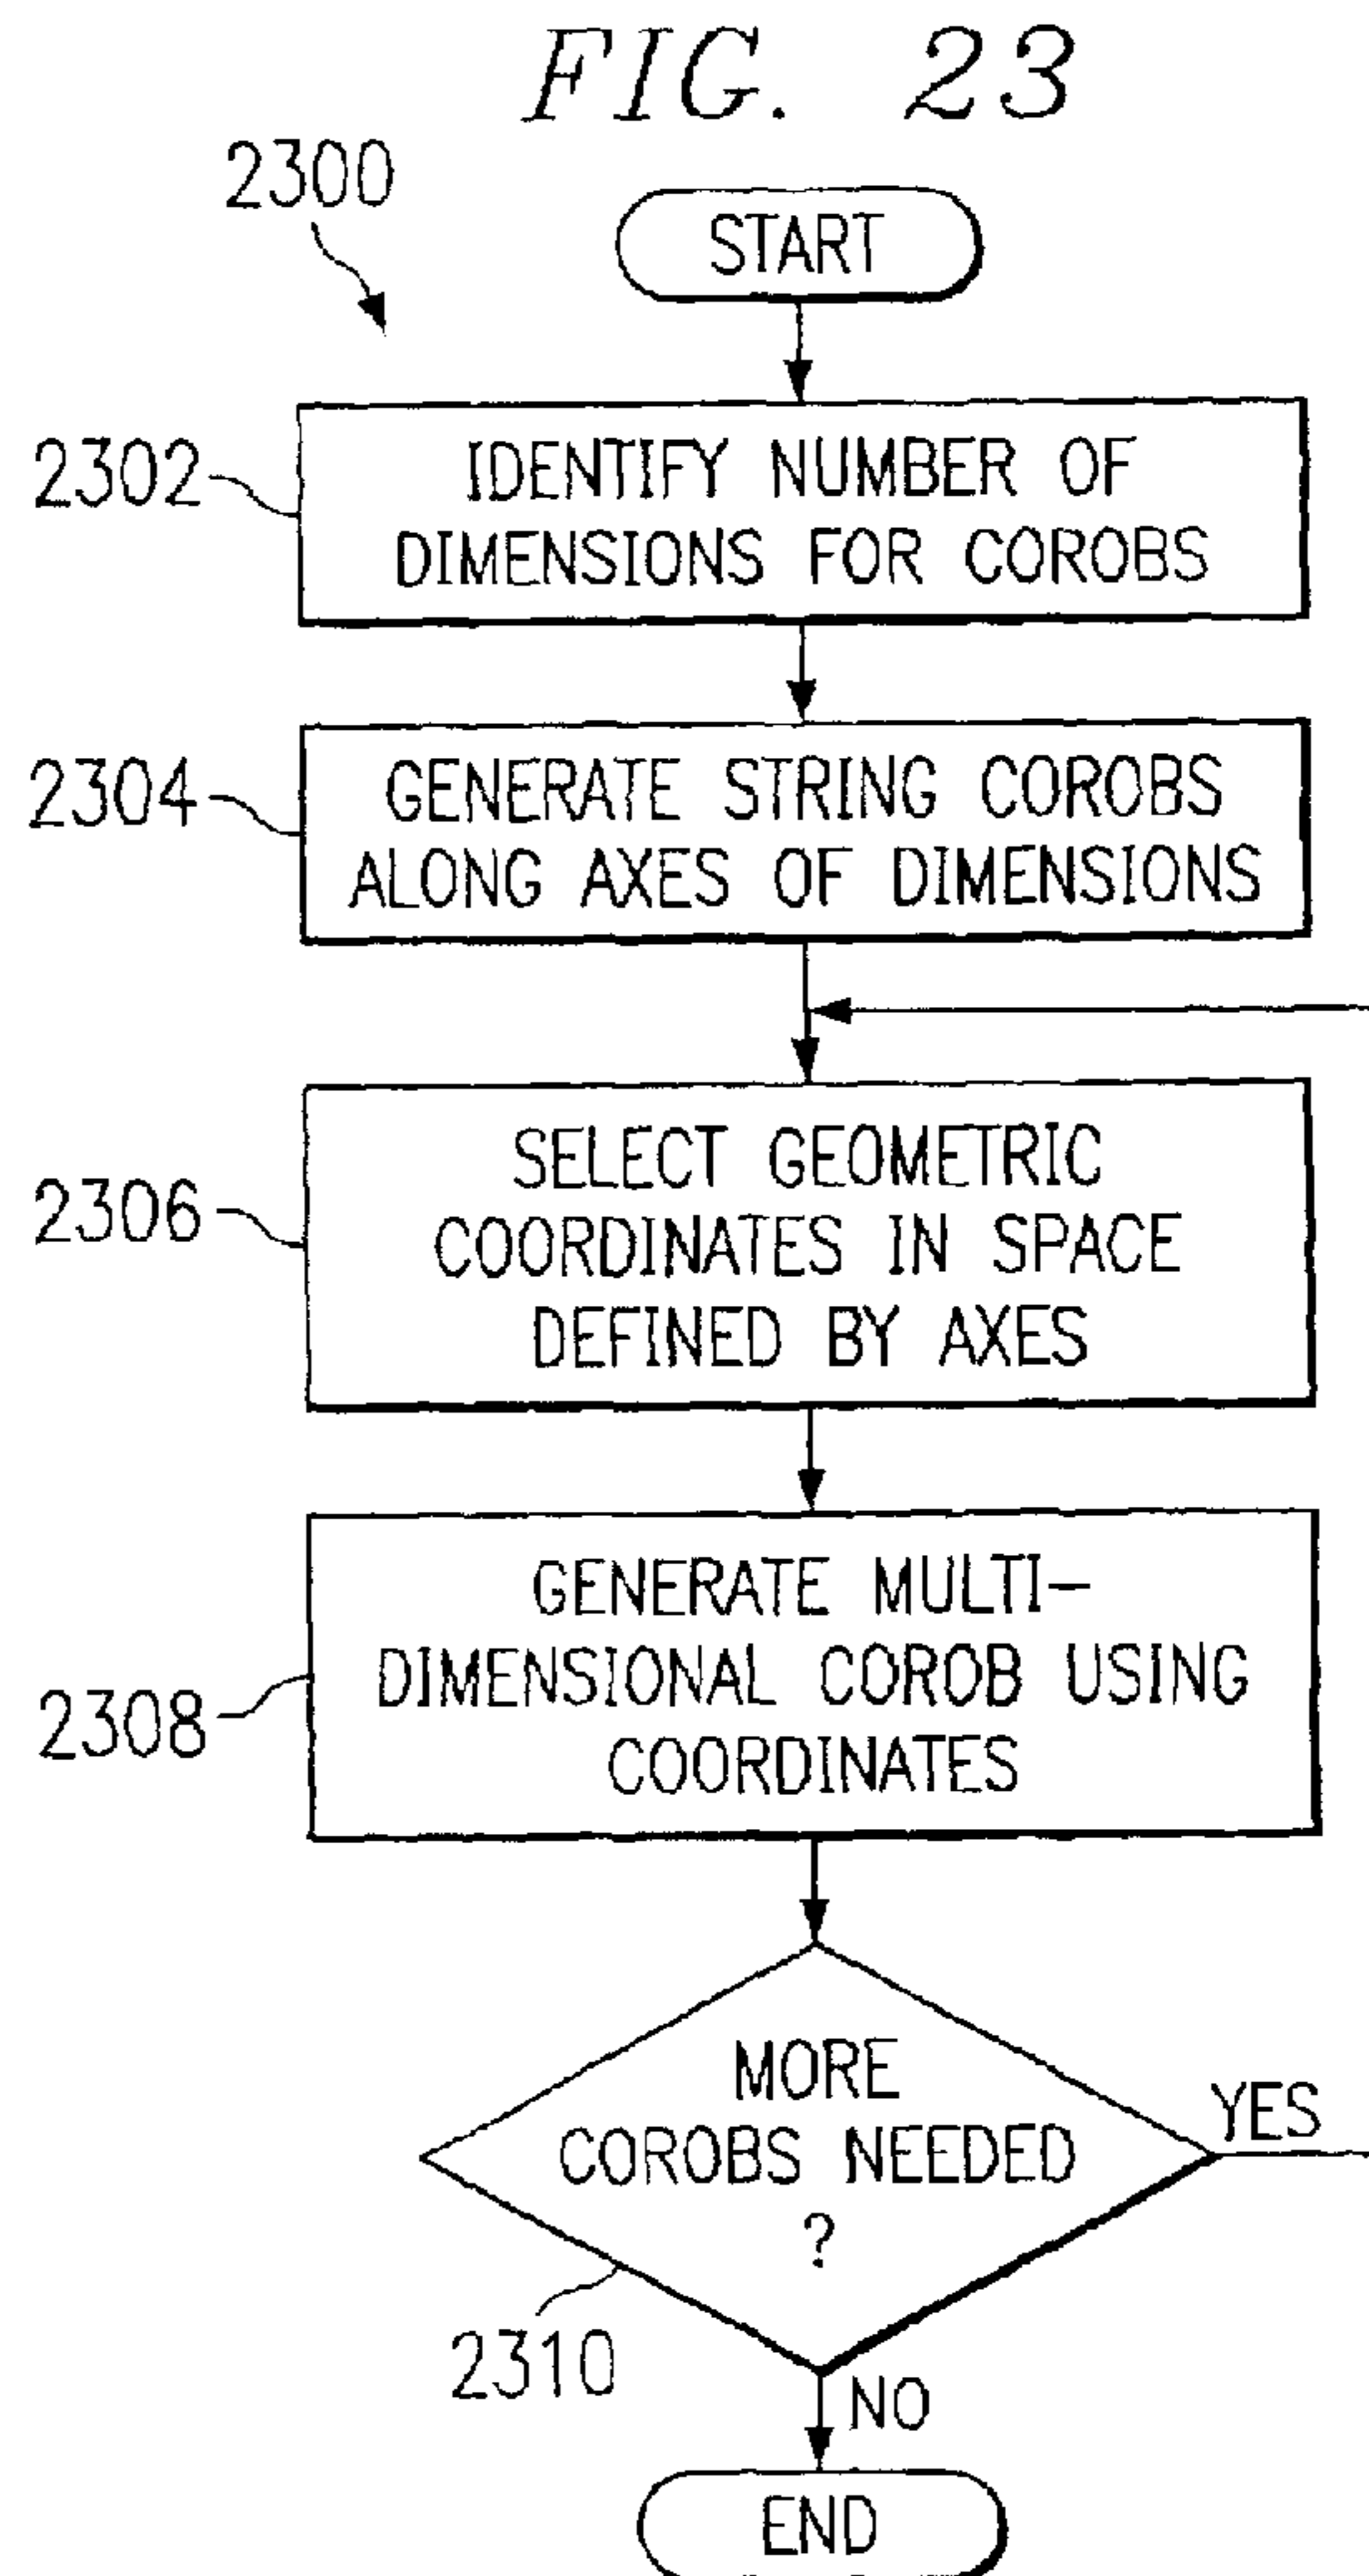 FIG. 23
2300
START
2302
IDENTIFY NUMBER OF
DIMENSIONS FOR COROBS
2304
GENERATE STRING COROBS
ALONG AXES OF DIMENSIONS
2306
SELECT GEOMETRIC
COORDINATES IN SPACE
DEFINED BY AXES
2308
GENERATE MULTI-
DIMENSIONAL COROB USING
COORDINATES
MORE
COROBS NEEDED
?
YES
2310
NO
END